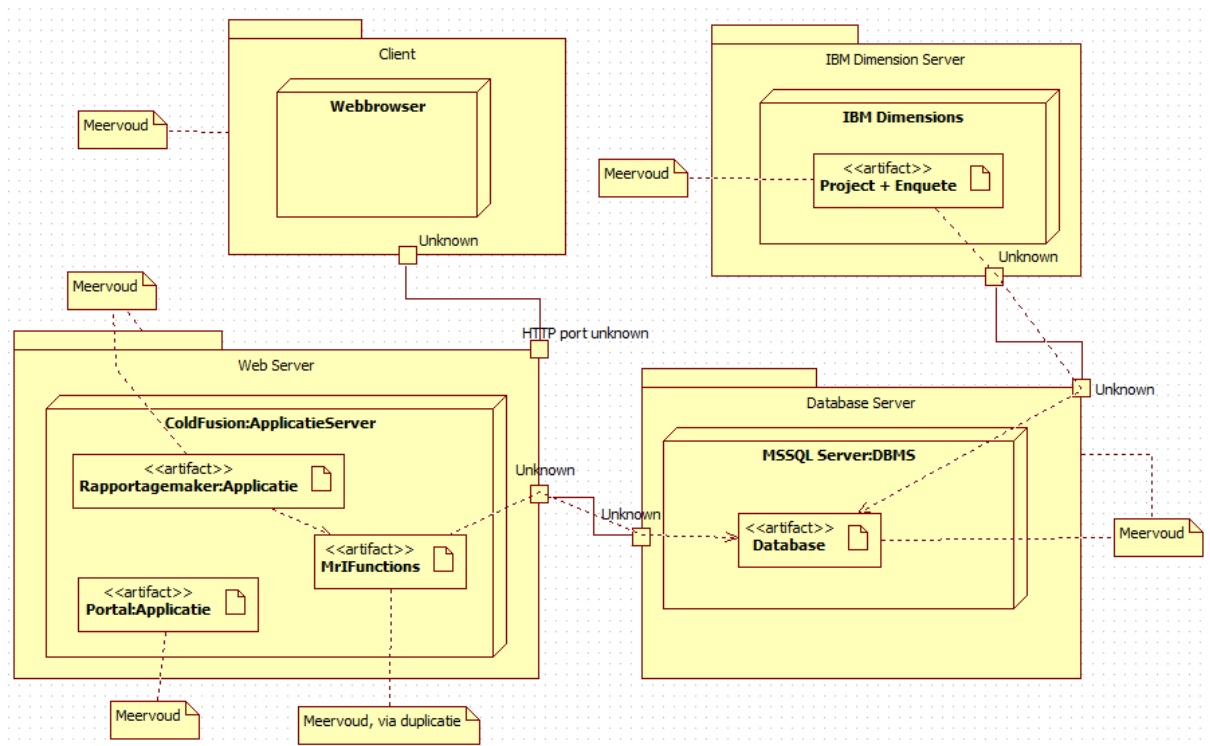 Client
Webbrowser
Meervoud
Unknown
IBM Dimension Server
IBM Dimensions
<<artifact>>
Project + Enquete
Meervoud
Unknown
Meervoud
HTTP port unknown
Web Server
ColdFusion:ApplicatieServer
<<artifact>>
Rapportagemaker:Applicatie
<<artifact>>
MrIFunctions
<<artifact>>
Portal:Applicatie
Unknown
Meervoud
Meervoud, via duplicatie
Unknown
Database Server
MSSQL Server:DBMS
<<artifact>>
Database
Unknown
Meervoud